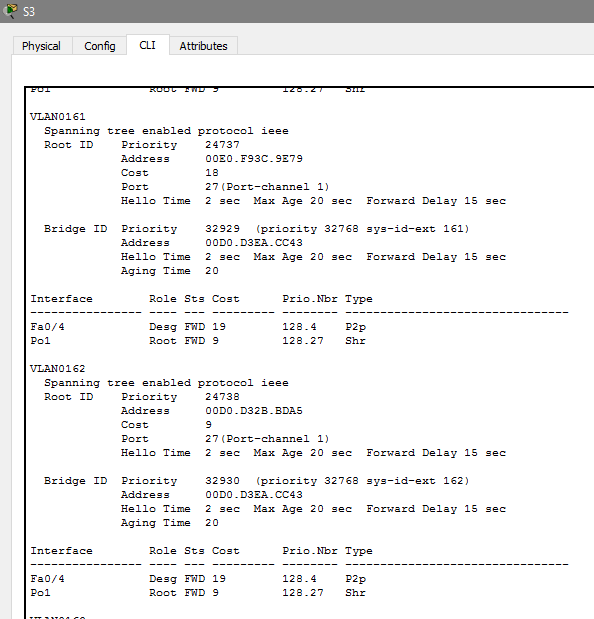 S3
Physical Config CLI Attributes
Po1 Root FWD 9 128.27 Shr
VLAN0161
Spanning tree enabled protocol ieee
Root ID Priority 24737
Address 00E0.F93C.9E79
Cost 18
Port 27(Port-channel 1)
Hello Time 2 sec Max Age 20 sec Forward Delay 15 sec
Bridge ID Priority 32929 (priority 32768 sys-id-ext 161)
Address 00D0.D3EA.CC43
Hello Time 2 sec Max Age 20 sec Forward Delay 15 sec
Aging Time 20
Interface Role Sts Cost Prio.Nbr Type
---------------- ---- --- --------- -------- --------------------------------
Fa0/4 Desg FWD 19 128.4 P2p
Po1 Root FWD 9 128.27 Shr
VLAN0162
Spanning tree enabled protocol ieee
Root ID Priority 24738
Address 00D0.D32B.BDA5
Cost 9
Port 27(Port-channel 1)
Hello Time 2 sec Max Age 20 sec Forward Delay 15 sec
Bridge ID Priority 32930 (priority 32768 sys-id-ext 162)
Address 00D0.D3EA.CC43
Hello Time 2 sec Max Age 20 sec Forward Delay 15 sec
Aging Time 20
Interface Role Sts Cost Prio.Nbr Type
---------------- ---- --- --------- -------- --------------------------------
Fa0/4 Desg FWD 19 128.4 P2p
Po1 Root FWD 9 128.27 Shr